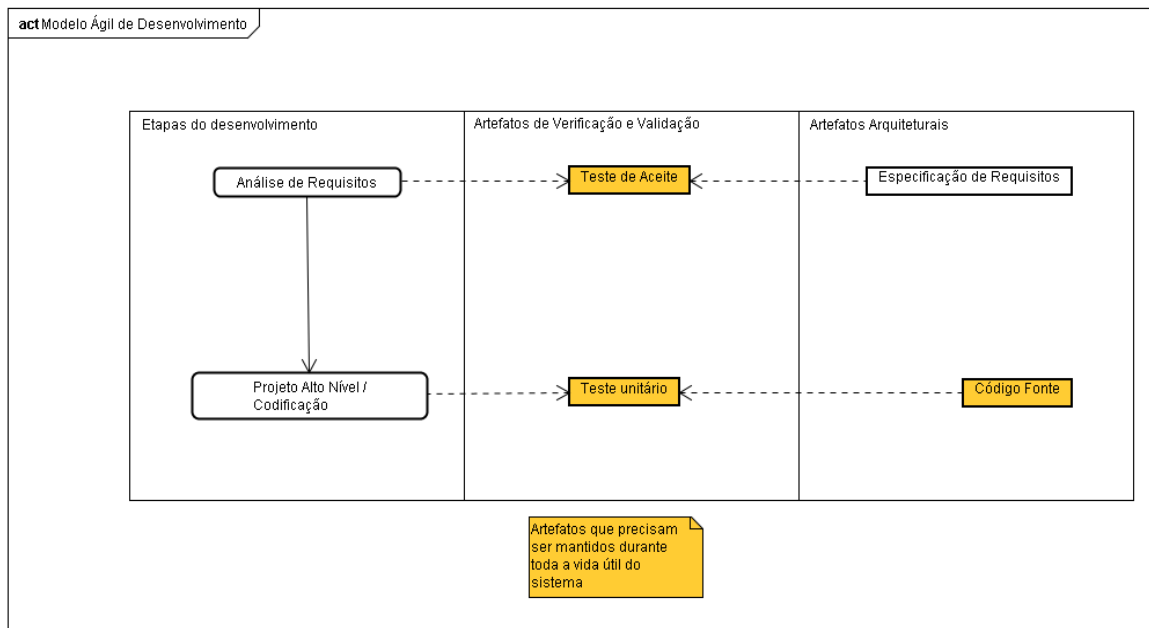 act Modelo Ágil de Desenvolvimento
Etapas do desenvolvimento
Artefatos de Verificação e Validação
Artefatos Arquiteturais
Análise de Requisitos
Teste de Aceite
Especificação de Requisitos
Projeto Alto Nível /
Codificação
Teste unitário
Código Fonte
Artefatos que precisam
ser mantidos durante
toda a vida útil do
sistema